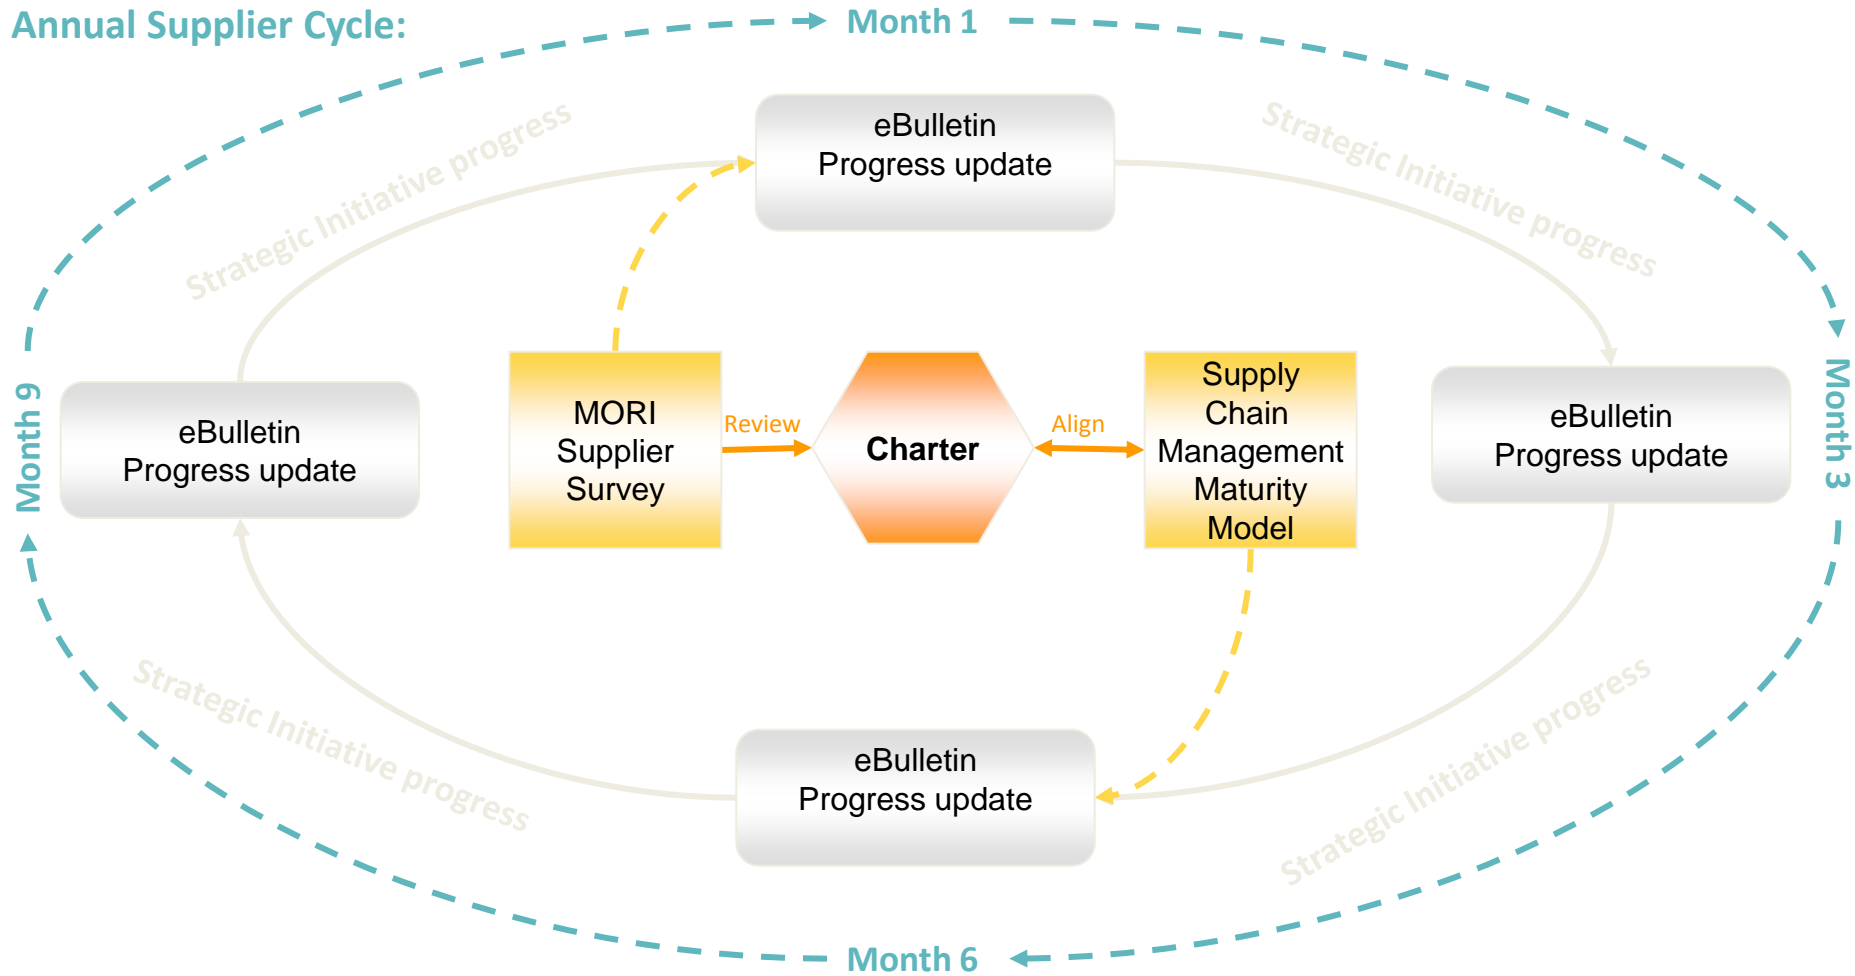 Annual Supplier Cycle:
Month 1
eBulletin
Progress update
Strategic Initiative progress
Strategic Initiative progress
Month 9
eBulletin
Progress update
MORI
Supplier
Survey
Review
Charter
Align
Supply
Chain
Management
Maturity
Model
eBulletin
Progress update
Month 3
Strategic Initiative progress
eBulletin
Progress update
Strategic Initiative progress
Month 6